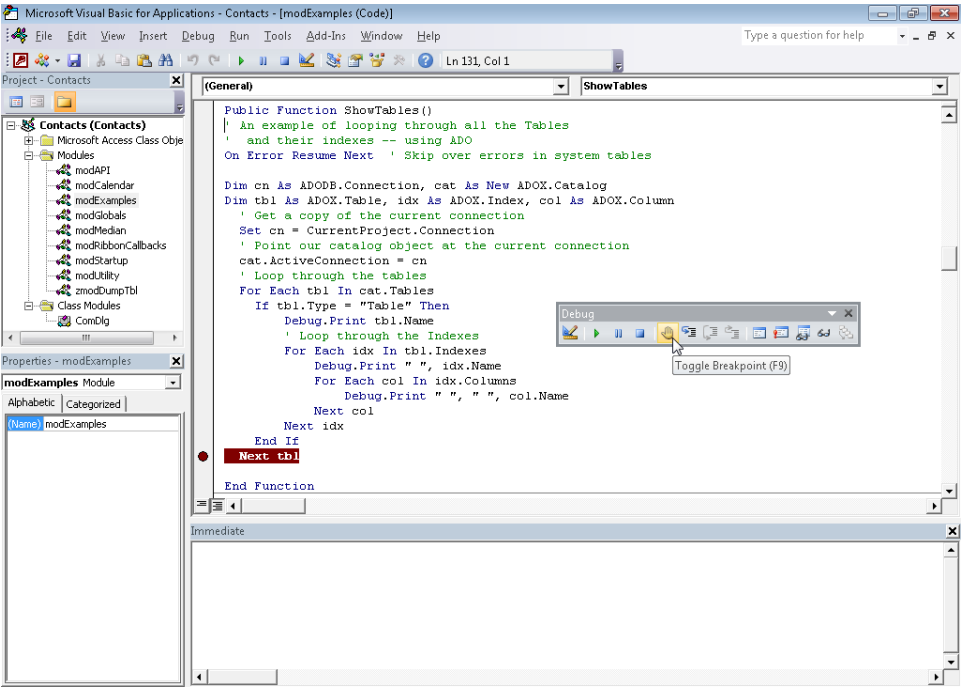 Microsoft Visual Basic for Applications - Contacts - [modExamples (Code)]
File Edit View Insert Debug Run Tools Add-Ins Window Help
Type a question for help
Ln 131, Col 1
Project - Contacts
Contacts (Contacts)
Microsoft Access Class Obje
Modules
modAPI
modCalendar
modExamples
modGlobals
modMedian
modRibbonCallbacks
modStartup
modUtility
zmodDumpTbl
Class Modules
ComDlg
Properties - modExamples
modExamples Module
Alphabetic Categorized
(Name) modExamples
(General) ShowTables
Public Function ShowTables()
' An example of looping through all the Tables
'  and their indexes -- using ADO
On Error Resume Next  ' Skip over errors in system tables
Dim cn As ADODB.Connection, cat As New ADOX.Catalog
Dim tbl As ADOX.Table, idx As ADOX.Index, col As ADOX.Column
' Get a copy of the current connection
Set cn = CurrentProject.Connection
' Point our catalog object at the current connection
cat.ActiveConnection = cn
' Loop through the tables
For Each tbl In cat.Tables
If tbl.Type = "Table" Then
Debug.Print tbl.Name
' Loop through the Indexes
For Each idx In tbl.Indexes
Debug.Print " ", idx.Name
For Each col In idx.Columns
Debug.Print " ", " ", col.Name
Next col
Next idx
End If
Next tbl
End Function
Debug
Toggle Breakpoint (F9)
Immediate